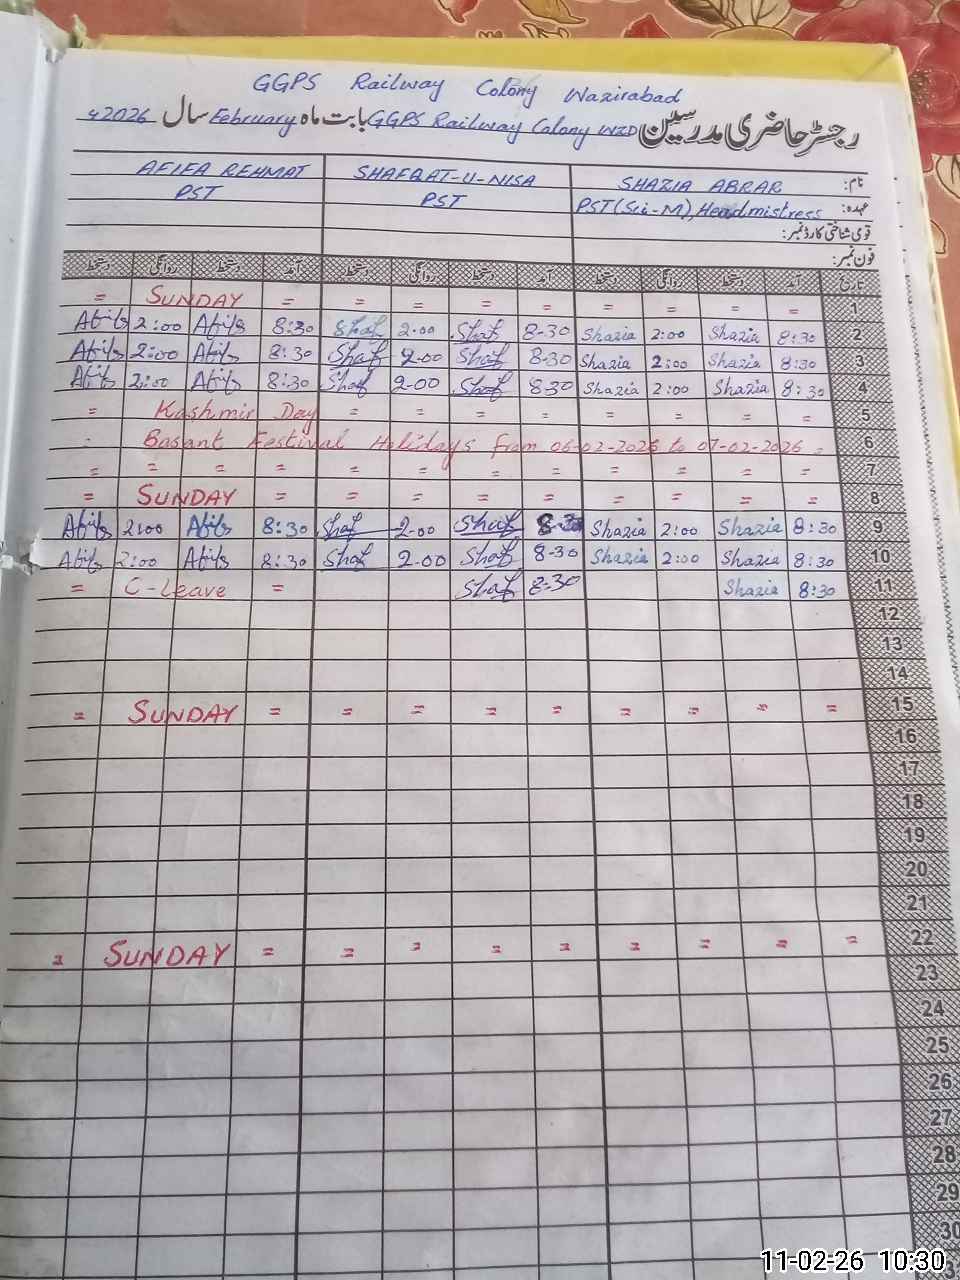 GGPS Railway Colony Wazirabad
رجسٹر حاضری مدرسین GGPS Railway Colony WZD بابت ماہ February سال 2026ء
نام: SHAZIA ABRAR SHAFQAT-U-NISA AFIFA REHMAT
عہدہ: PST(Sci-M), Headmistress PST PST
قومی شناختی کارڈ نمبر:
فون نمبر:
تاریخ آمد دستخط روانگی دستخط آمد دستخط روانگی دستخط آمد دستخط روانگی دستخط
= SUNDAY = = = = = = = = = 1
Afifa 2:00 Afifa 8:30 Shaf 2.00 Shaf 8-30 Shazia 2:00 Shazia 8:30 2
Afifa 2:00 Afifa 8:30 Shaf 2.00 Shaf 8-30 Shazia 2:00 Shazia 8:30 3
Afifa 2:00 Afifa 8:30 Shaf 2-00 Shaf 830 Shazia 2:00 Shazia 8:30 4
= Kashmir Day = = = = = = = = 5
= Basant Festival Holidays from 06-02-2026 to 07-02-2026 = 6
= = = = = = = = = = = 7
= SUNDAY = = = = = = = = = 8
Afifa 2:00 Afifa 8:30 Shaf 2.00 Shaf 8-30 Shazia 2:00 Shazia 8:30 9
Afifa 2:00 Afifa 8:30 Shaf 2.00 Shaf 8-30 Shazia 2:00 Shazia 8:30 10
= C-Leave = Shaf 8-30 Shazia 8:30 11
12
13
14
= SUNDAY = = = = = = = = = 15
16
17
18
19
20
21
= SUNDAY = = = = = = = = = 22
23
24
25
26
27
28
29
30
11-02-26 10:30